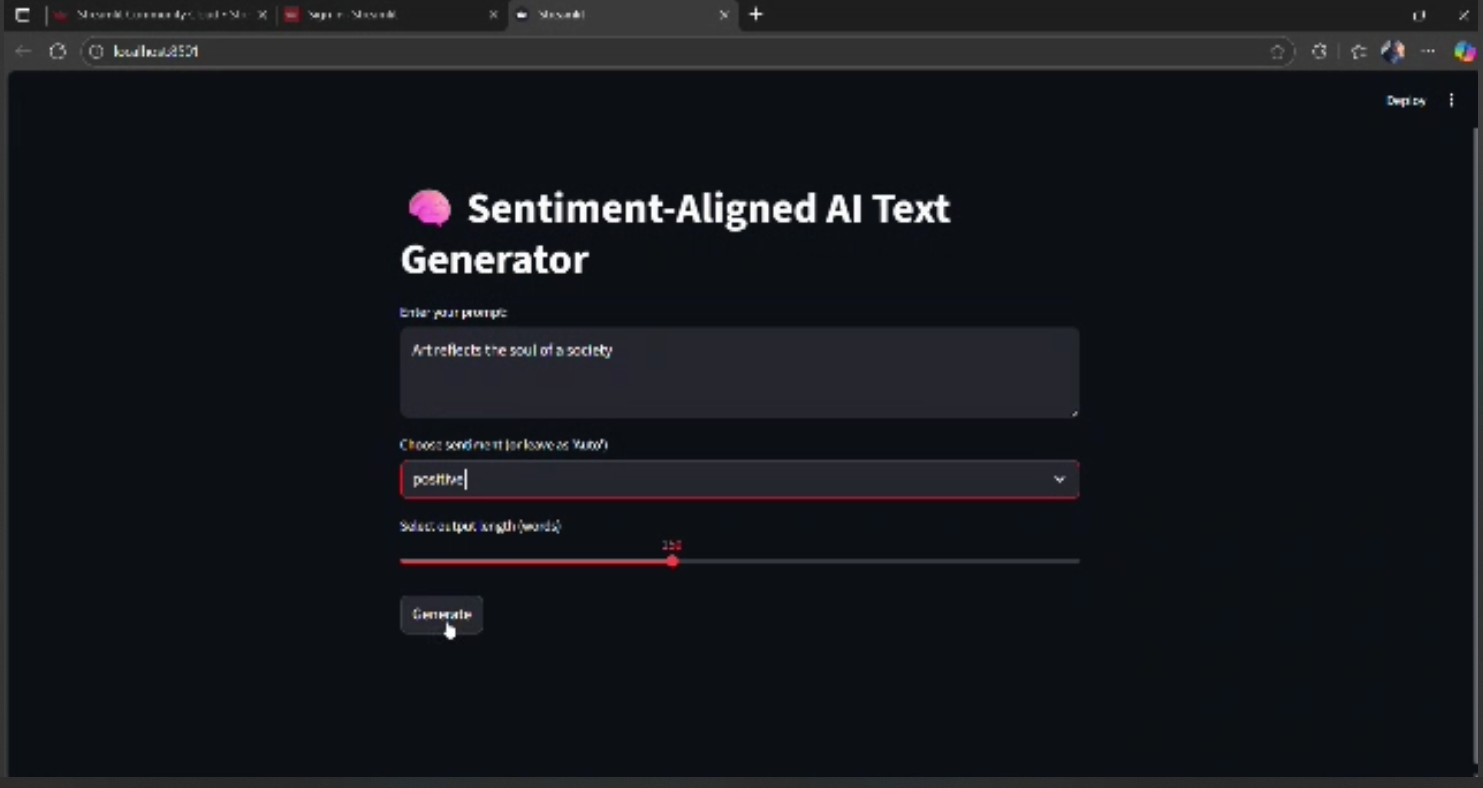 Streamlit Community Cloud • Str
Sign in · Streamlit
Streamlit
localhost:8501
Deploy
Sentiment-Aligned AI Text
Generator
Enter your prompt:
Art reflects the soul of a society
Choose sentiment (or leave as 'Auto')
positive
Select output length (words)
Generate